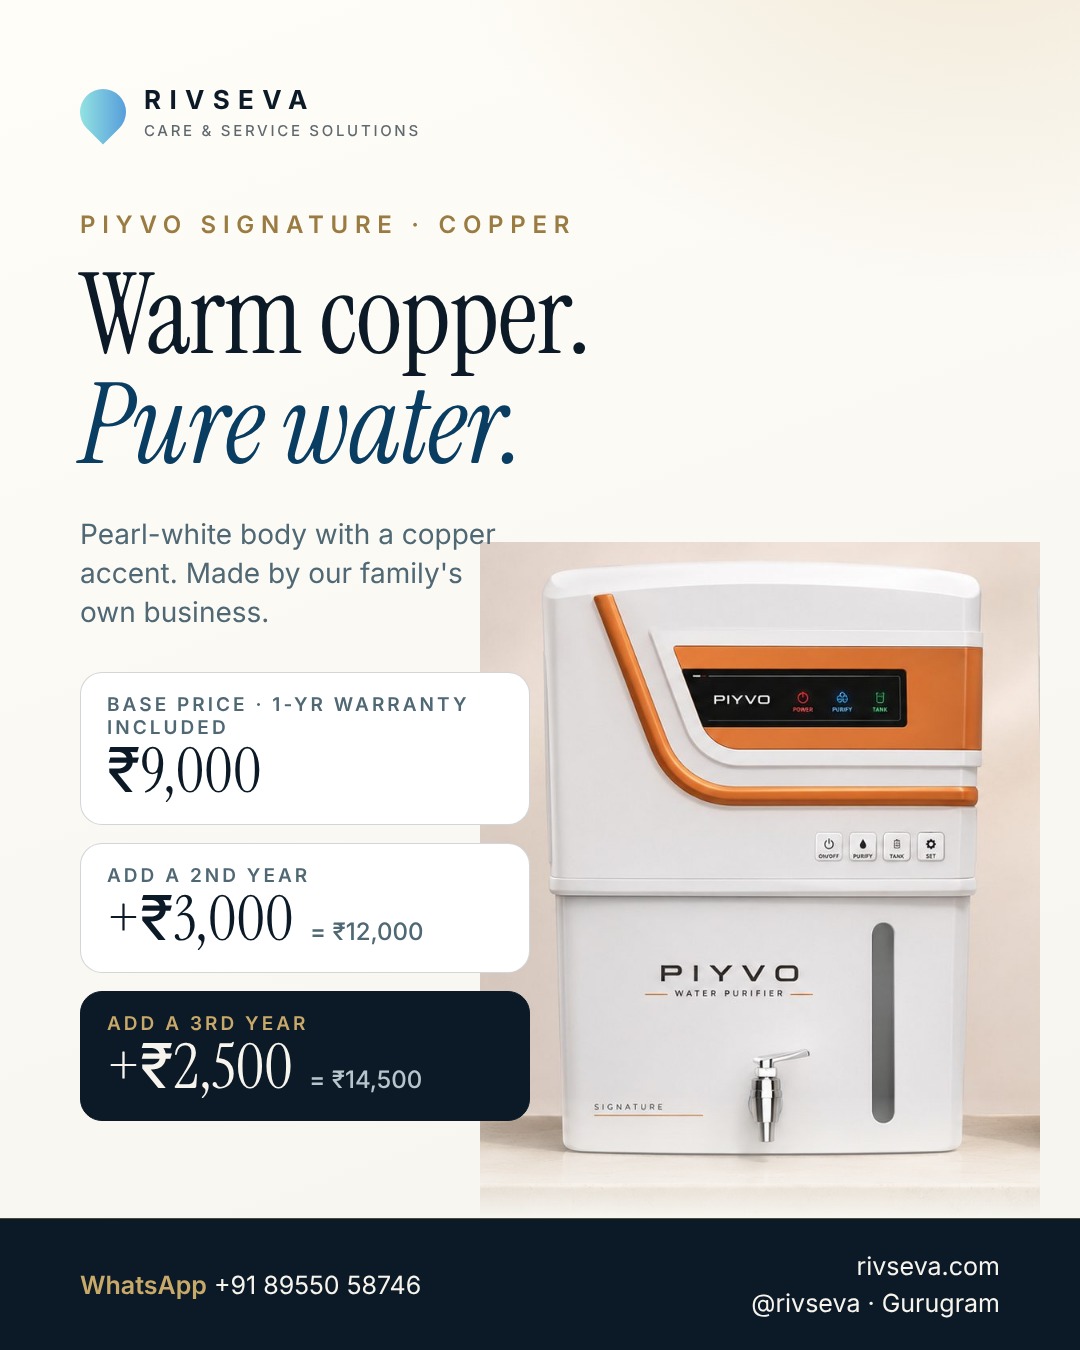 RIVSEVA
CARE & SERVICE SOLUTIONS
PIYVO SIGNATURE · COPPER
Warm copper.
Pure water.
Pearl-white body with a copper
accent. Made by our family's
own business.
BASE PRICE · 1-YR WARRANTY
INCLUDED
₹9,000
ADD A 2ND YEAR
+₹3,000 = ₹12,000
ADD A 3RD YEAR
+₹2,500 = ₹14,500
PIYVO
POWER PURIFY TANK
ON/OFF PURIFY TANK SET
PIYVO
WATER PURIFIER
SIGNATURE
WhatsApp +91 89550 58746
rivseva.com
@rivseva · Gurugram